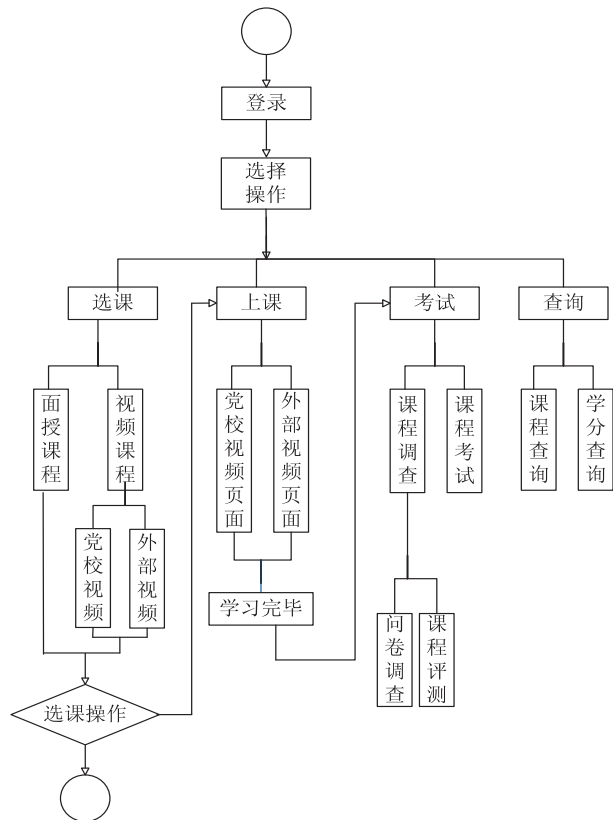 登录
选择
操作
选课
上课
考试
查询
面授课程
视频课程
党校视频页面
外部视频页面
课程调查
课程考试
课程查询
学分查询
党校视频
外部视频
学习完毕
问卷调查
课程评测
选课操作